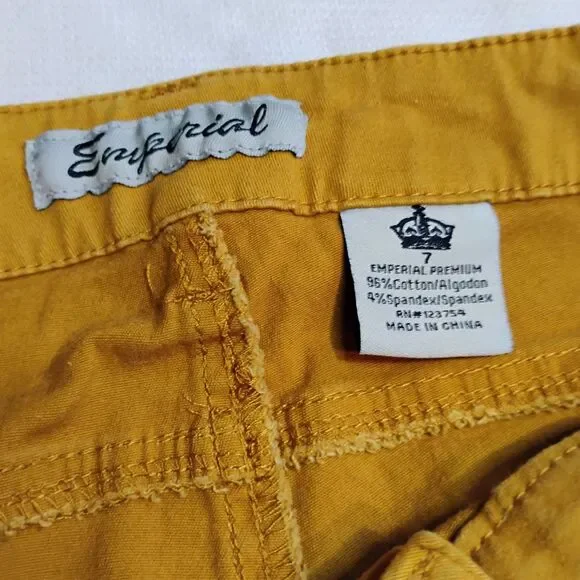 Emperial
7
EMPERIAL PREMIUM
96%Cotton/Algodon
4%Spandex/Spandex
RN#123754
MADE IN CHINA